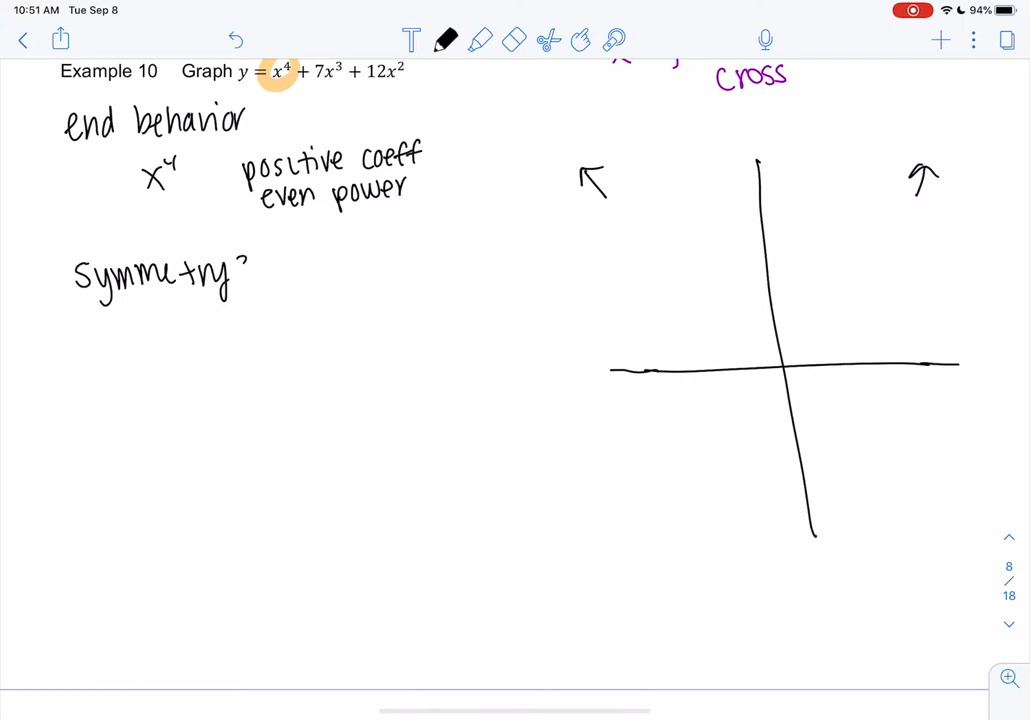 10:51 AM Tue Sep 8
94%
T
Example 10 Graph y = x⁴ + 7x³ + 12x²
cross
end behavior
x⁴ positive coeff
even power
symmetry?
8
/
18